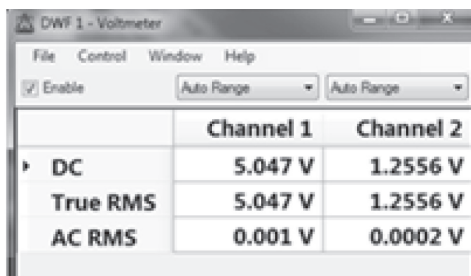 DWF 1 - Voltmeter
File Control Window Help
Enable Auto Range Auto Range
Channel 1 Channel 2
DC 5.047 V 1.2556 V
True RMS 5.047 V 1.2556 V
AC RMS 0.001 V 0.0002 V